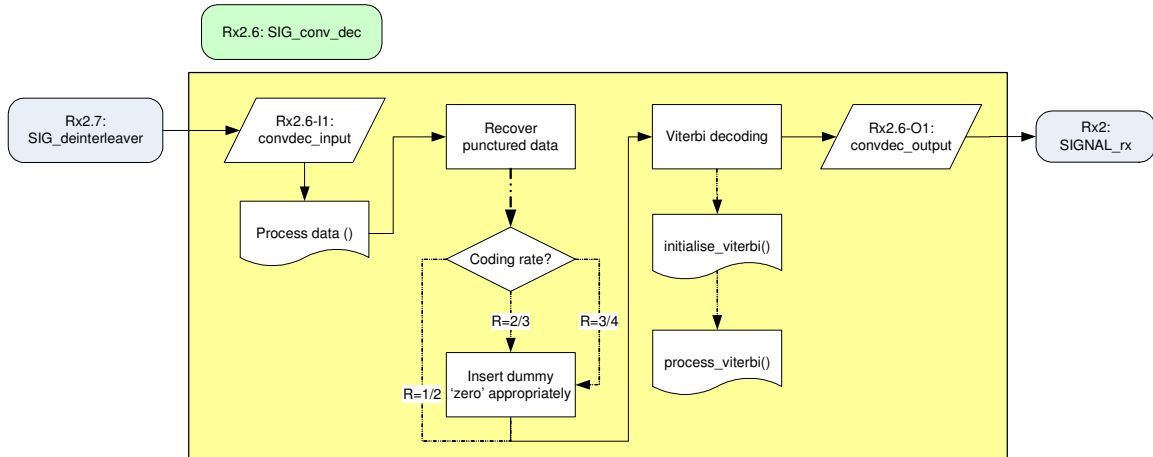 Rx2.6: SIG_conv_dec
Rx2.7:
SIG_deinterleaver
Rx2.6-I1:
convdec_input
Process data ()
Recover
punctured data
Coding rate?
R=2/3
R=3/4
R=1/2
Insert dummy
‘zero’ appropriately
Viterbi decoding
initialise_viterbi()
process_viterbi()
Rx2.6-O1:
convdec_output
Rx2:
SIGNAL_rx